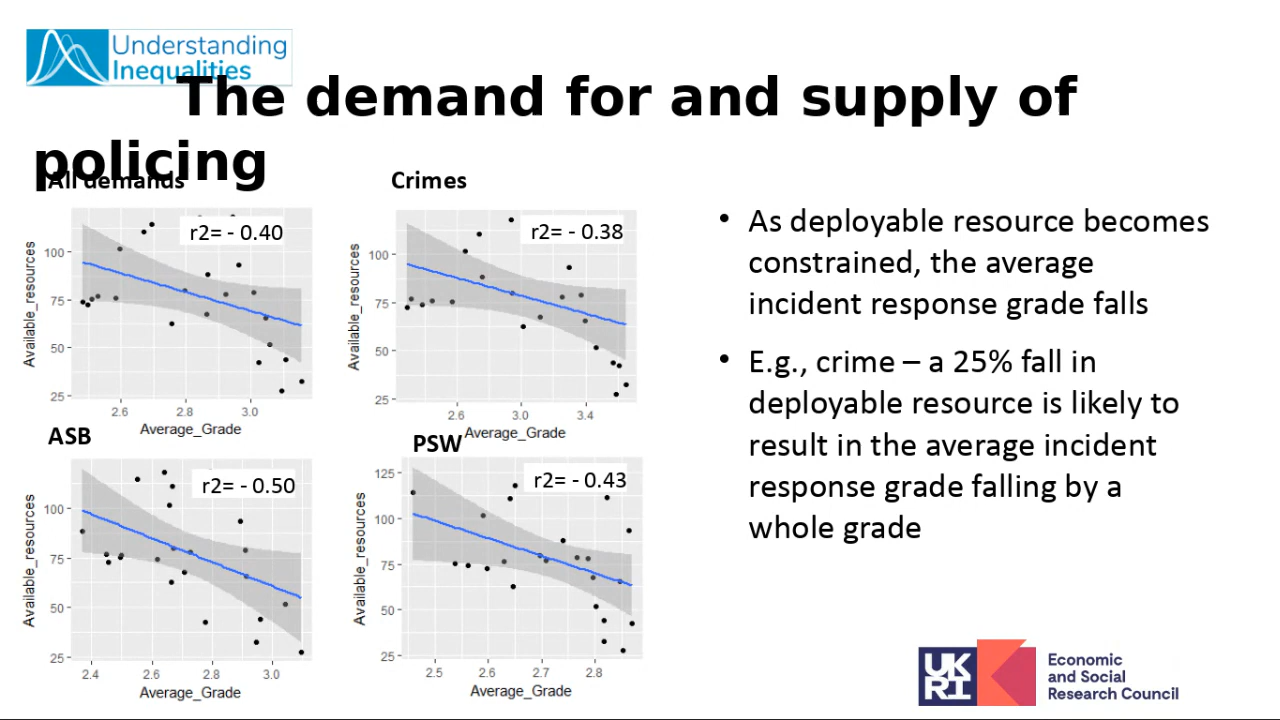 Understanding
Inequalities
The demand for and supply of
policing
All demands
Crimes
r2= - 0.40
Available_resources
100
75
50
25
2.6
2.8
3.0
Average_Grade
r2= - 0.38
Available_resources
100
75
50
25
2.6
3.0
3.4
Average_Grade
ASB
PSW
r2= - 0.50
Available_resources
100
75
50
25
2.4
2.6
2.8
3.0
Average_Grade
r2= - 0.43
Available_resources
125
100
75
50
25
2.5
2.6
2.7
2.8
Average_Grade
• As deployable resource becomes
constrained, the average
incident response grade falls
• E.g., crime – a 25% fall in
deployable resource is likely to
result in the average incident
response grade falling by a
whole grade
UK
RI
Economic
and Social
Research Council